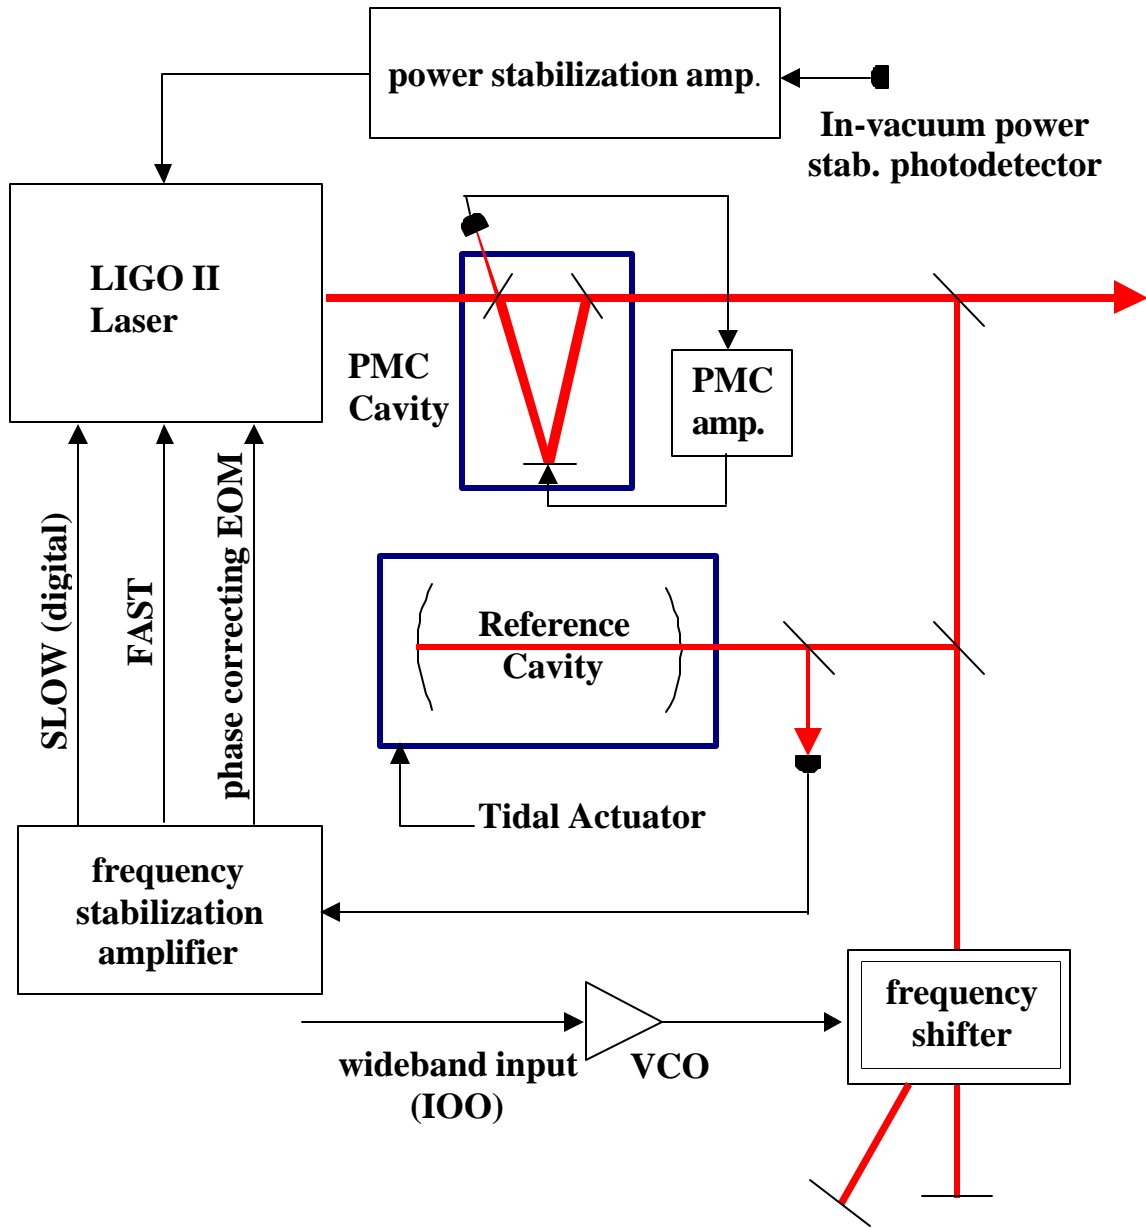 power stabilization amp.
In-vacuum power
stab. photodetector
LIGO II
Laser
PMC
Cavity
PMC
amp.
SLOW (digital)
FAST
phase correcting EOM
Reference
Cavity
Tidal Actuator
frequency
stabilization
amplifier
wideband input
(IOO)
VCO
frequency
shifter